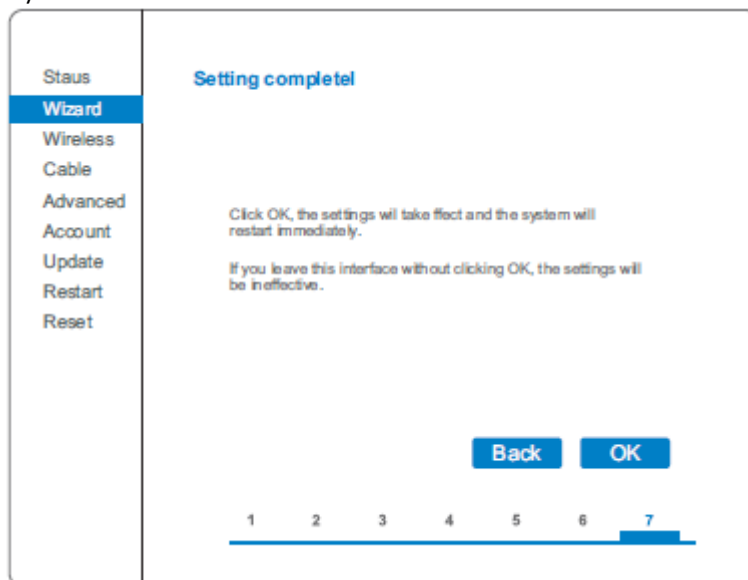 Staus
Wizard
Wireless
Cable
Advanced
Account
Update
Restart
Reset
Setting completel
Click OK, the settings wil take ffect and the system will
restart immediately.
If you leave this interface without clicking OK, the settings will
be ineffective.
Back OK
1 2 3 4 5 6 7